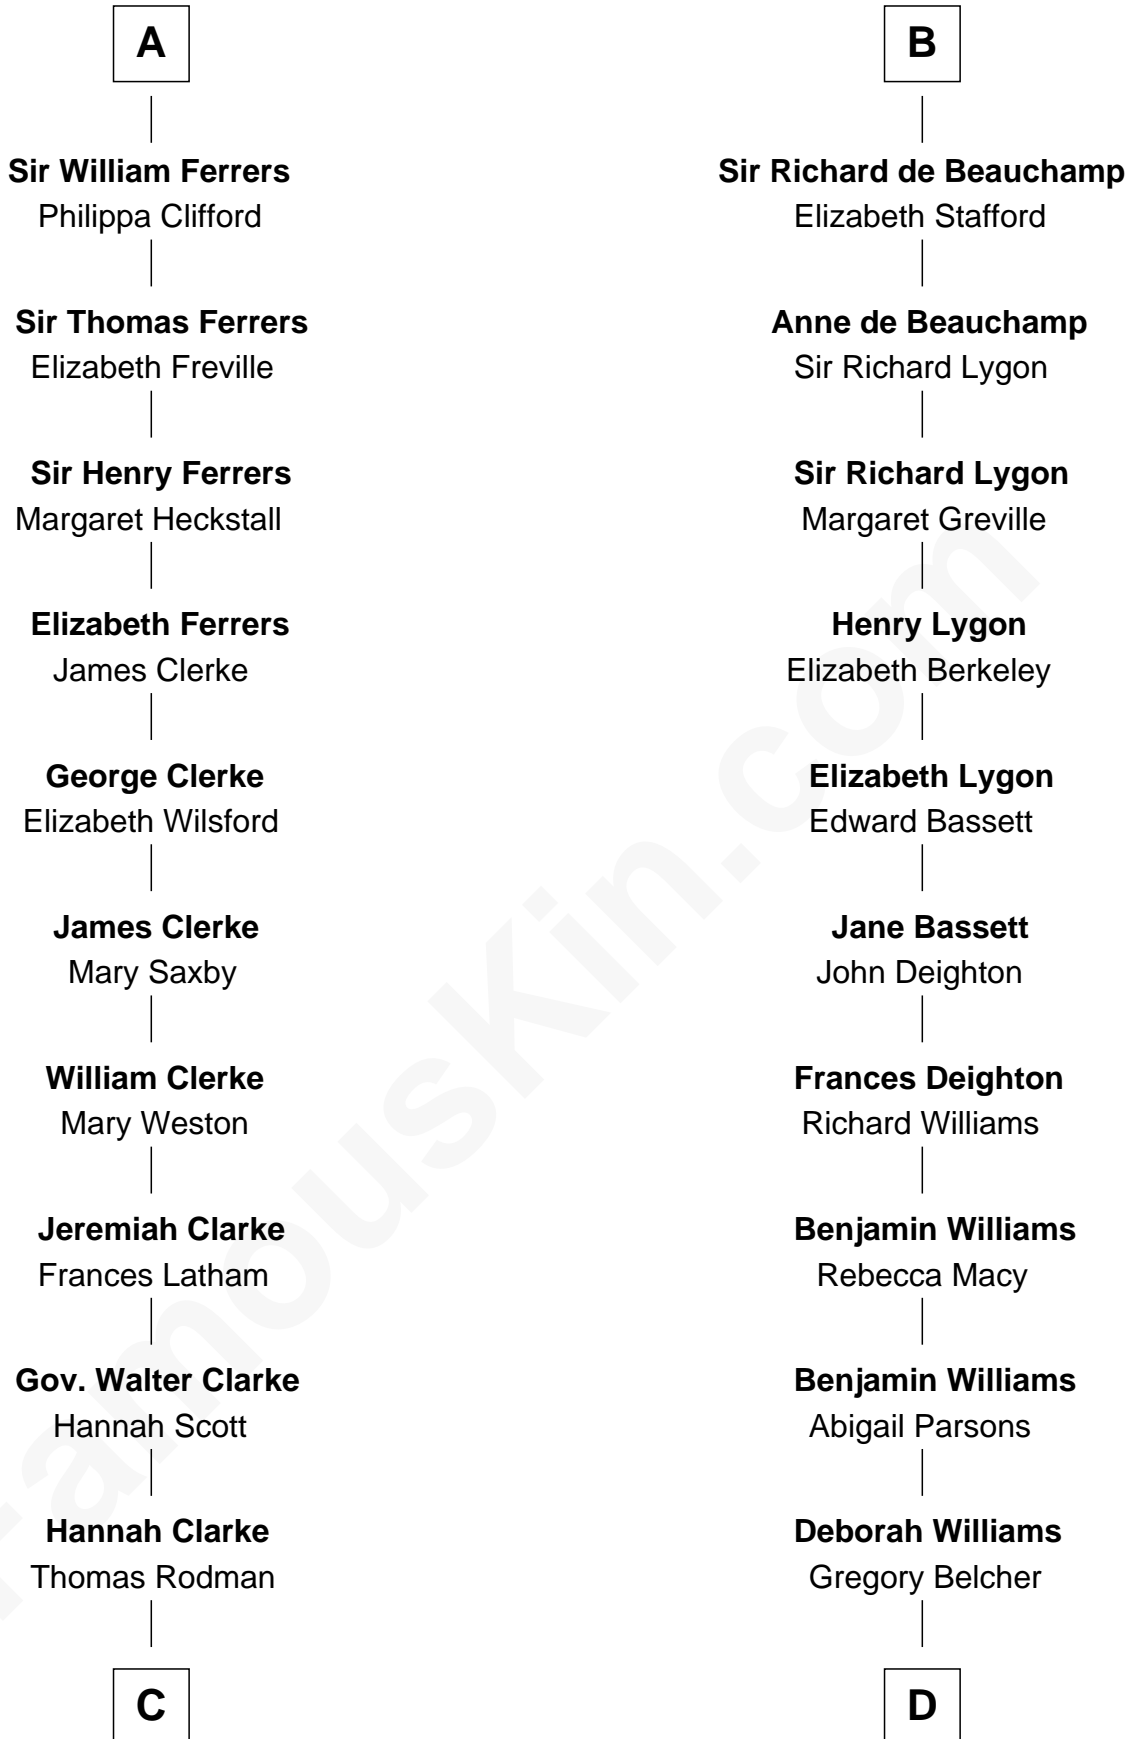 A
Sir William Ferrers
Philippa Clifford
Sir Thomas Ferrers
Elizabeth Freville
Sir Henry Ferrers
Margaret Heckstall
Elizabeth Ferrers
James Clerke
George Clerke
Elizabeth Wilsford
James Clerke
Mary Saxby
William Clerke
Mary Weston
Jeremiah Clarke
Frances Latham
Gov. Walter Clarke
Hannah Scott
Hannah Clarke
Thomas Rodman
C
B
Sir Richard de Beauchamp
Elizabeth Stafford
Anne de Beauchamp
Sir Richard Lygon
Sir Richard Lygon
Margaret Greville
Henry Lygon
Elizabeth Berkeley
Elizabeth Lygon
Edward Bassett
Jane Bassett
John Deighton
Frances Deighton
Richard Williams
Benjamin Williams
Rebecca Macy
Benjamin Williams
Abigail Parsons
Deborah Williams
Gregory Belcher
D
FamousKin.com